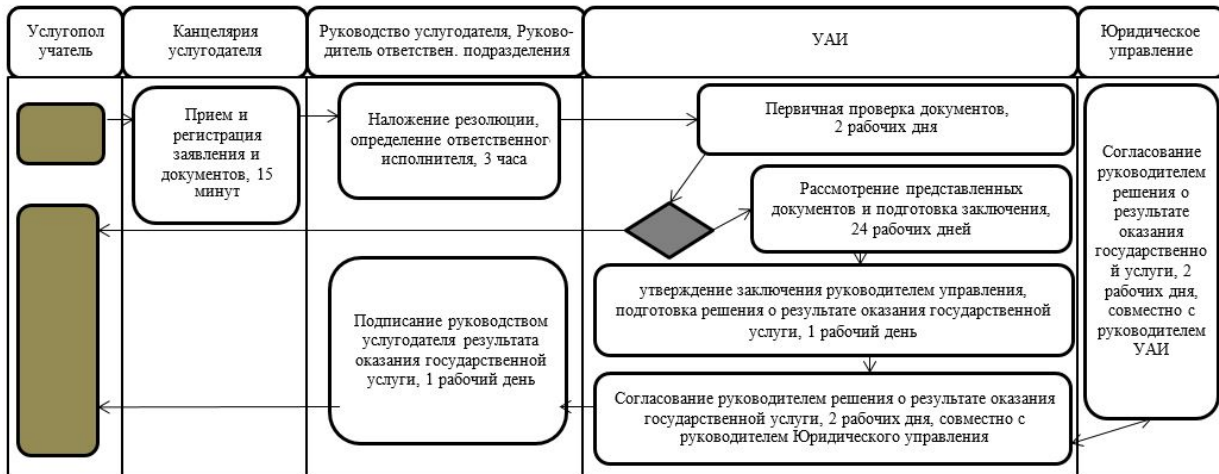 Услугопол
учатель
Канцелярия
услугодателя
Руководство услугодателя, Руково-
дитель ответствен. подразделения
УАИ
Юридическое
управление
Прием и
регистрация
заявления и
документов, 15
минут
Наложение резолюции,
определение ответственного
исполнителя, 3 часа
Первичная проверка документов,
2 рабочих дня
Рассмотрение представленных
документов и подготовка заключения,
24 рабочих дней
утверждение заключения руководителем управления,
подготовка решения о результате оказания государственной
услуги, 1 рабочий день
Подписание руководством
услугодателя результата
оказания государственной
услуги, 1 рабочий день
Согласование руководителем решения о результате оказания
государственной услуги, 2 рабочих дня, совместно с
руководителем Юридического управления
Согласование
руководителем
решения о
результате
оказания
государственно
й услуги, 2
рабочих дня,
совместно с
руководителем
УАИ